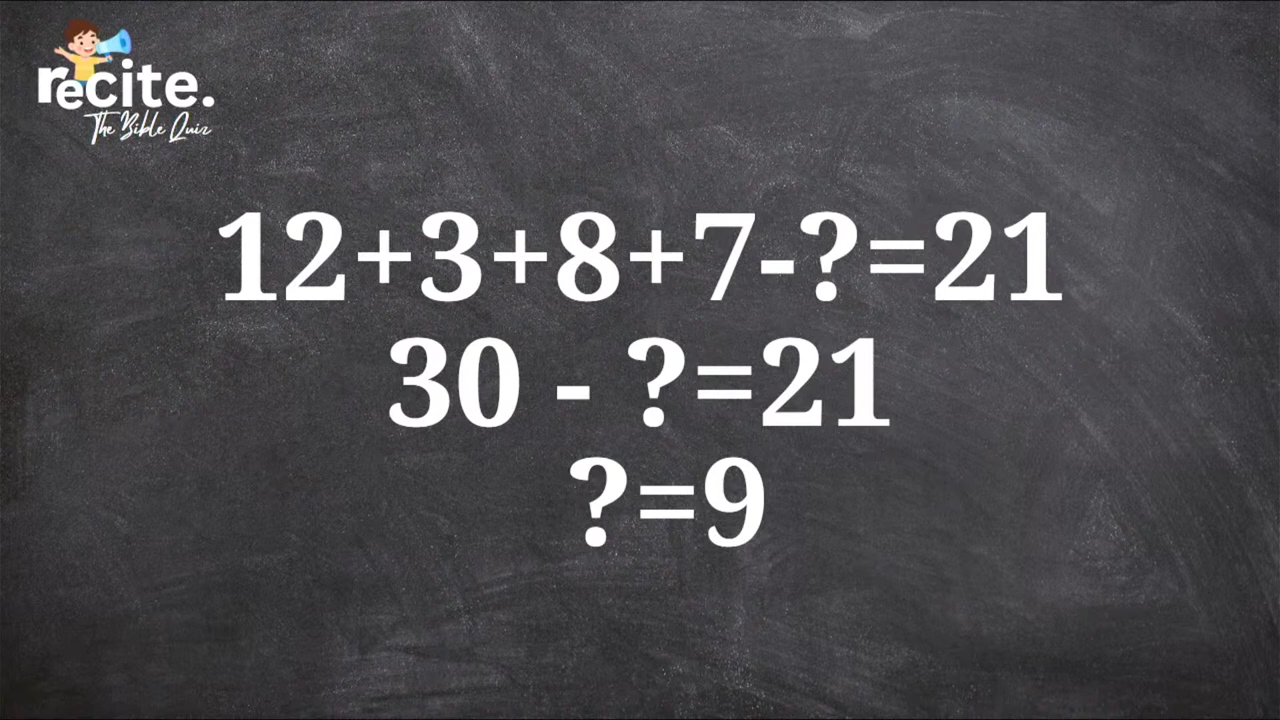 recite.
The Bible Quiz
12+3+8+7-?=21
30 - ?=21
?=9